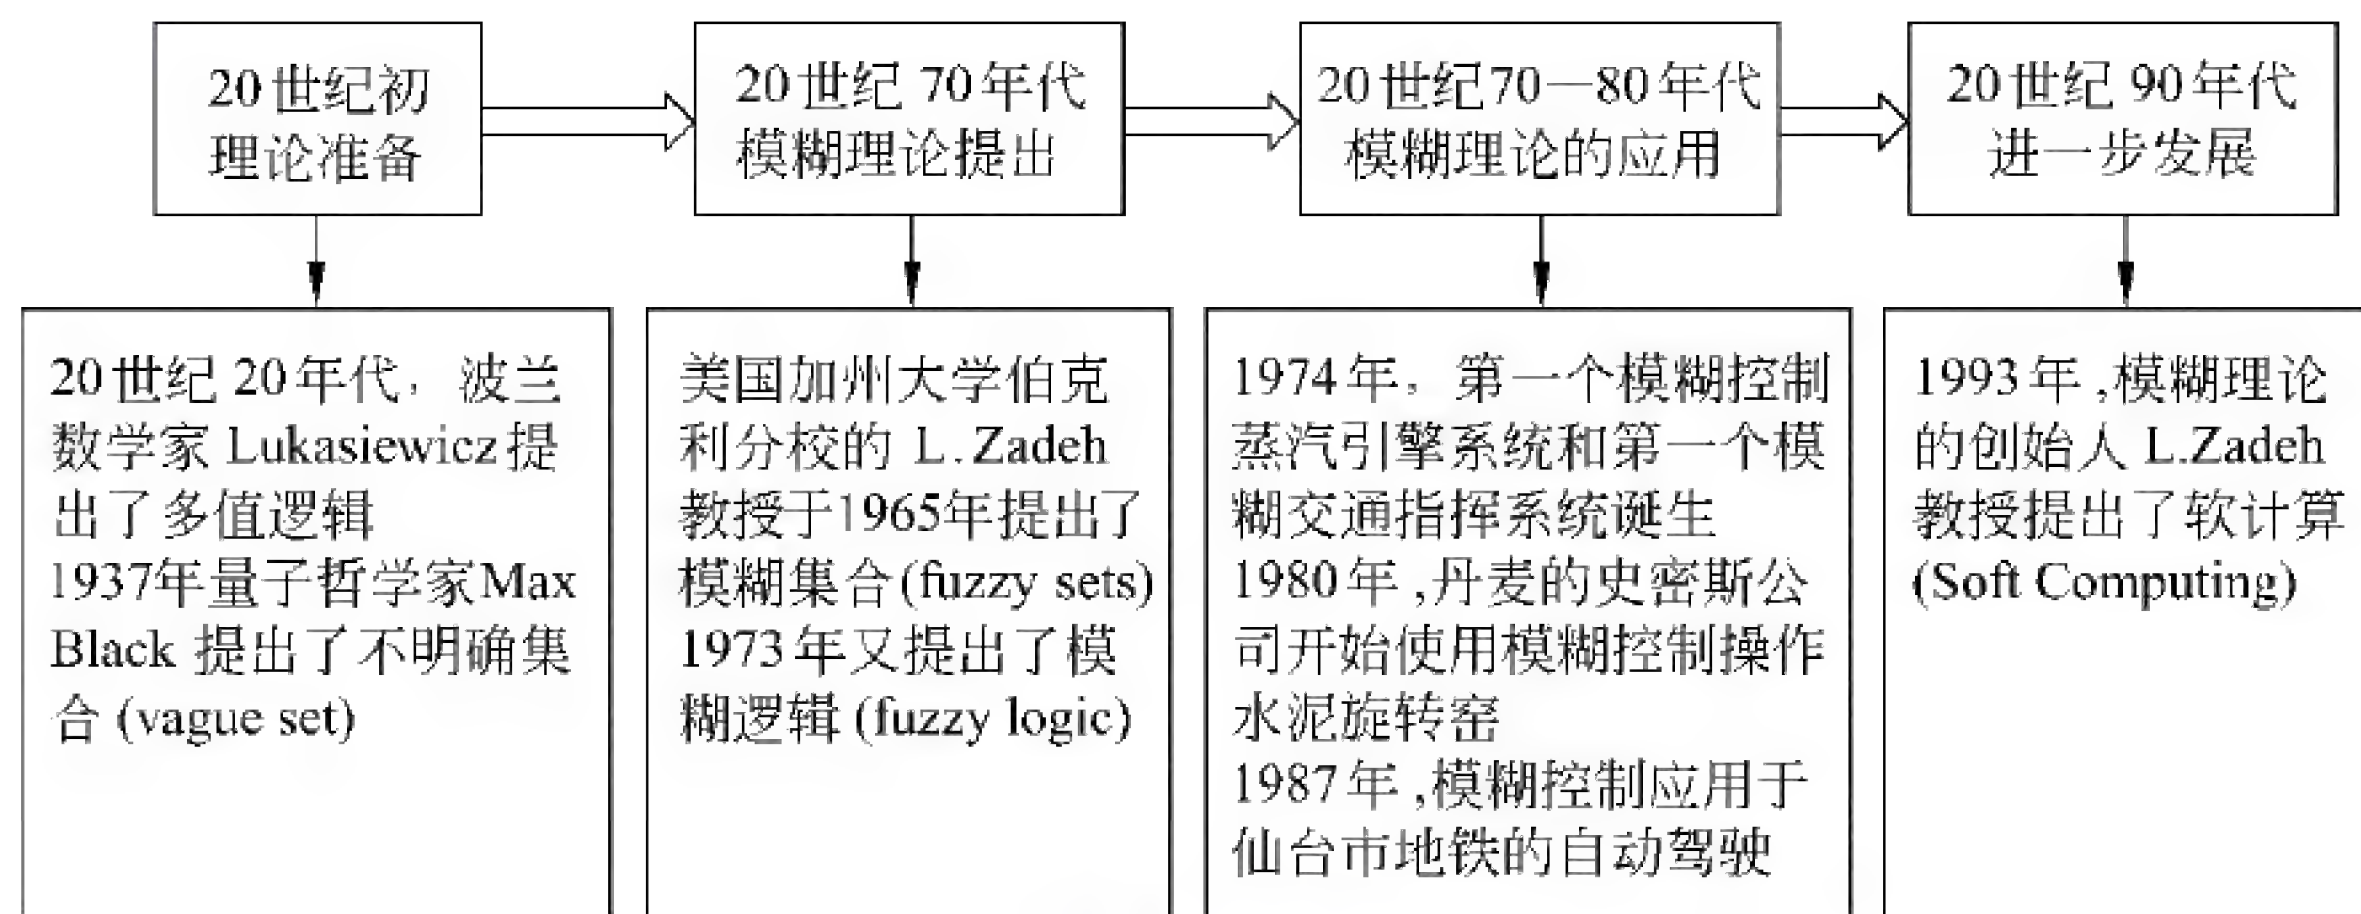 20世纪初
理论准备
20世纪 70年代
模糊理论提出
20世纪70—80年代
模糊理论的应用
20世纪 90年代
进一步发展
20世纪 20年代，波兰
数学家 Lukasiewicz提
出了多值逻辑
1937年量子哲学家Max
Black 提出了不明确集
合 (vague set)
美国加州大学伯克
利分校的 L.Zadeh
教授于1965年提出了
模糊集合(fuzzy sets)
1973年又提出了模
糊逻辑 (fuzzy logic)
1974年，第一个模糊控制
蒸汽引擎系统和第一个模
糊交通指挥系统诞生
1980年,丹麦的史密斯公
司开始使用模糊控制操作
水泥旋转窑
1987年,模糊控制应用于
仙台市地铁的自动驾驶
1993年,模糊理论
的创始人 L.Zadeh
教授提出了软计算
(Soft Computing)